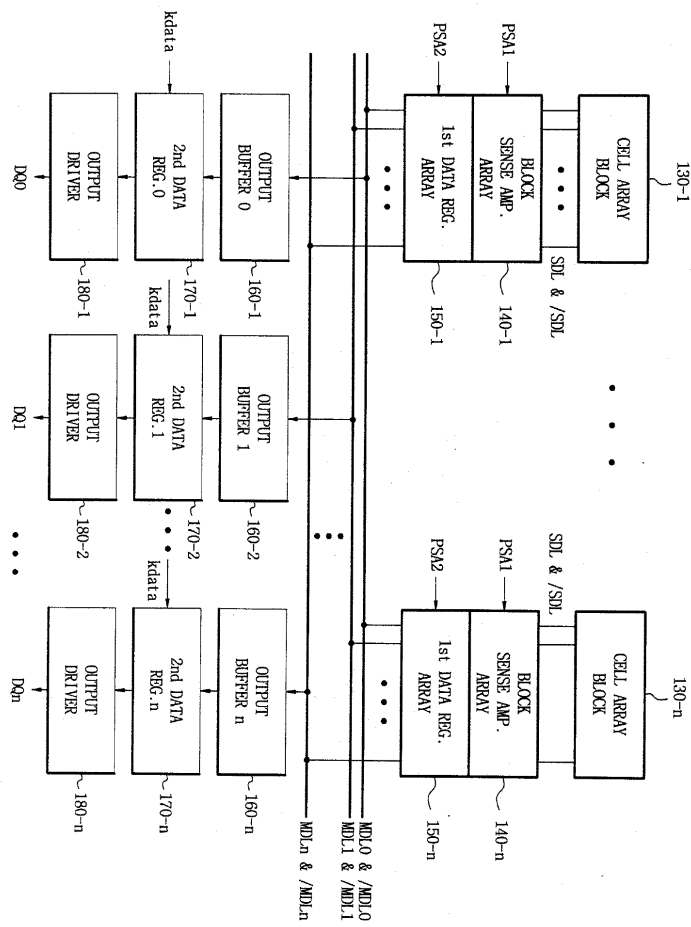 130-1
130-n
CELL ARRAY
BLOCK
CELL ARRAY
BLOCK
SDL & /SDL
SDL & /SDL
PSA1
BLOCK
SENSE AMP.
ARRAY
140-1
PSA1
BLOCK
SENSE AMP.
ARRAY
140-n
PSA2
1st DATA REG.
ARRAY
150-1
PSA2
1st DATA REG.
ARRAY
150-n
MDL0 & /MDL0
MDL1 & /MDL1
MDLn & /MDLn
OUTPUT
BUFFER 0
160-1
OUTPUT
BUFFER 1
160-2
OUTPUT
BUFFER n
160-n
kdata
2nd DATA
REG.0
170-1
kdata
2nd DATA
REG.1
170-2
kdata
2nd DATA
REG.n
170-n
OUTPUT
DRIVER
180-1
OUTPUT
DRIVER
180-2
OUTPUT
DRIVER
180-n
DQ0
DQ1
DQn